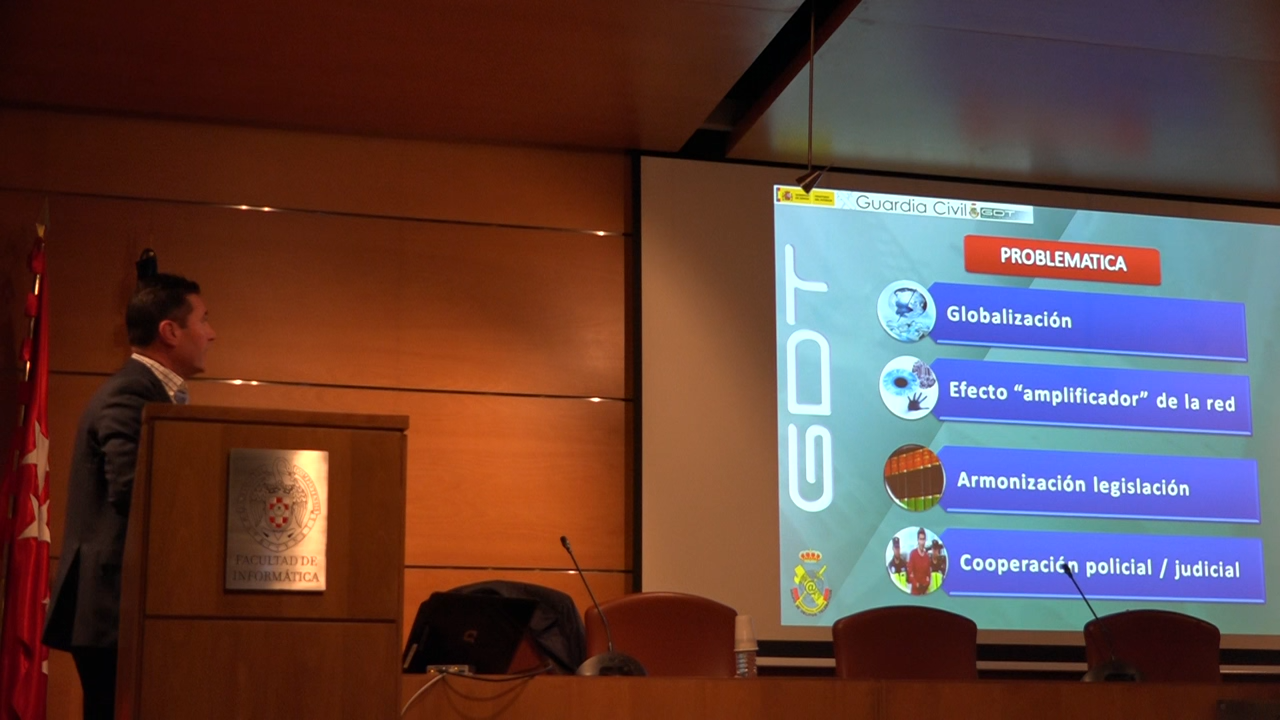 Guardia Civil GDT
PROBLEMATICA
GDT
Globalización
Efecto “amplificador” de la red
Armonización legislación
Cooperación policial / judicial
FACULTAD DE
INFORMÁTICA